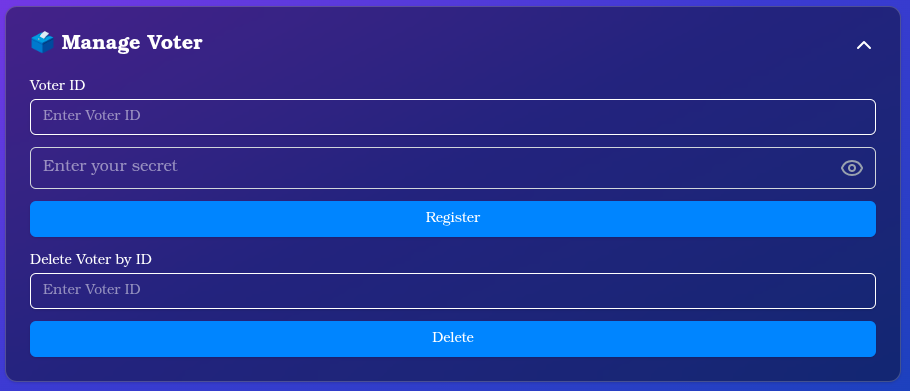 Manage Voter
Voter ID
Enter Voter ID
Enter your secret
Register
Delete Voter by ID
Enter Voter ID
Delete